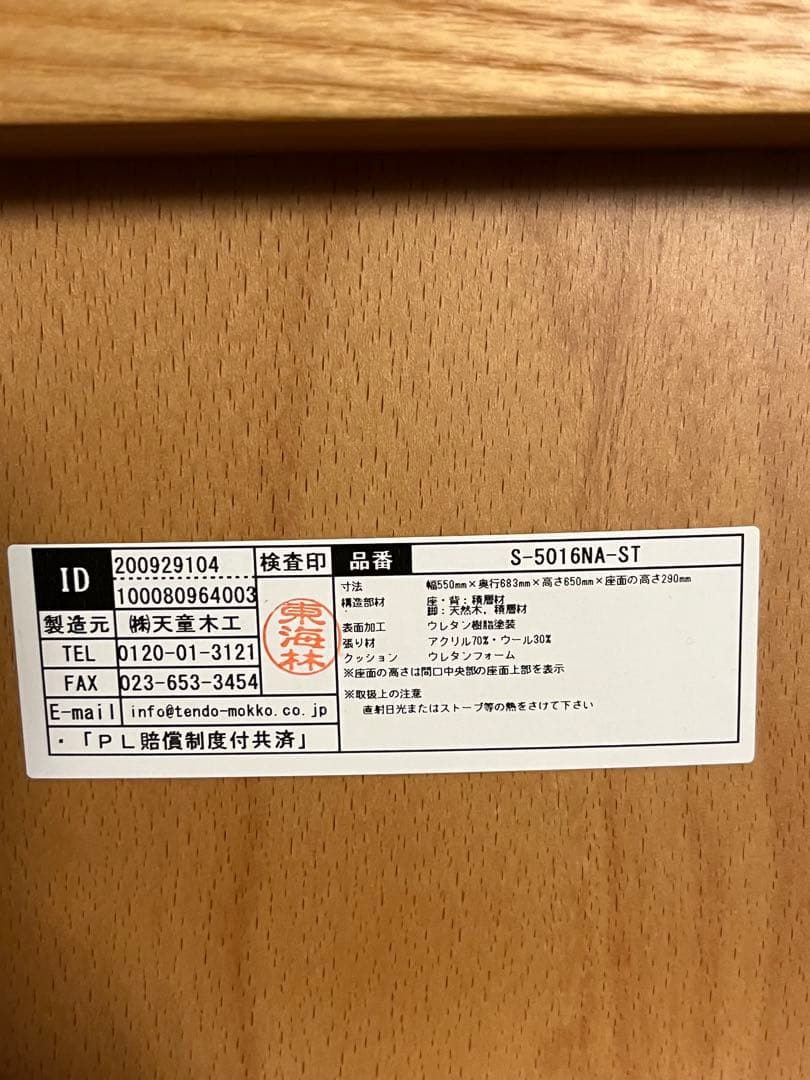 ID
200929104
100080964003
検査印
東海林
製造元
㈱天童木工
TEL
0120-01-3121
FAX
023-653-3454
E-mail
info@tendo-mokko.co.jp
・「ＰＬ賠償制度付共済」
品番
S-5016NA-ST
寸法 幅550mm×奥行683mm×高さ650mm×座面の高さ290mm
構造部材 座・背：積層材
脚：天然木，積層材
表面加工 ウレタン樹脂塗装
張り材 アクリル70%・ウール30%
クッション ウレタンフォーム
※座面の高さは間口中央部の座面上部を表示
※取扱上の注意
直射日光またはストーブ等の熱をさけて下さい